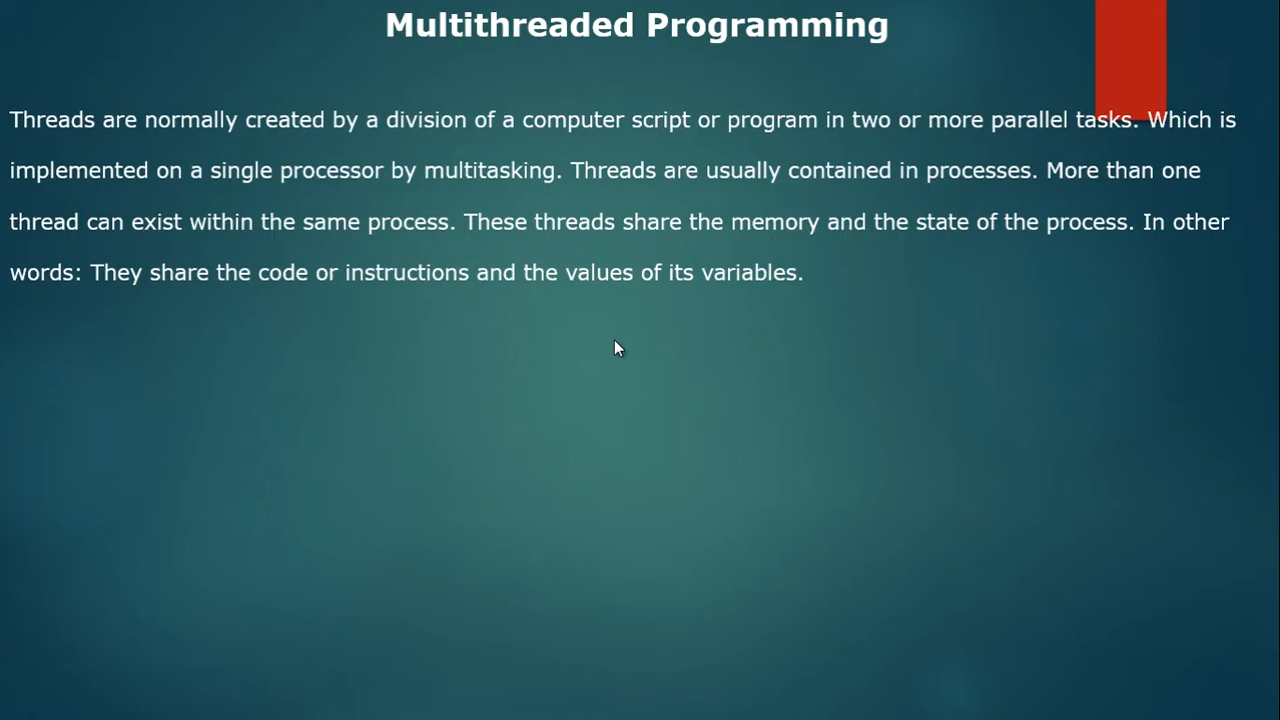 Multithreaded Programming
Threads are normally created by a division of a computer script or program in two or more parallel tasks. Which is
implemented on a single processor by multitasking. Threads are usually contained in processes. More than one
thread can exist within the same process. These threads share the memory and the state of the process. In other
words: They share the code or instructions and the values of its variables.